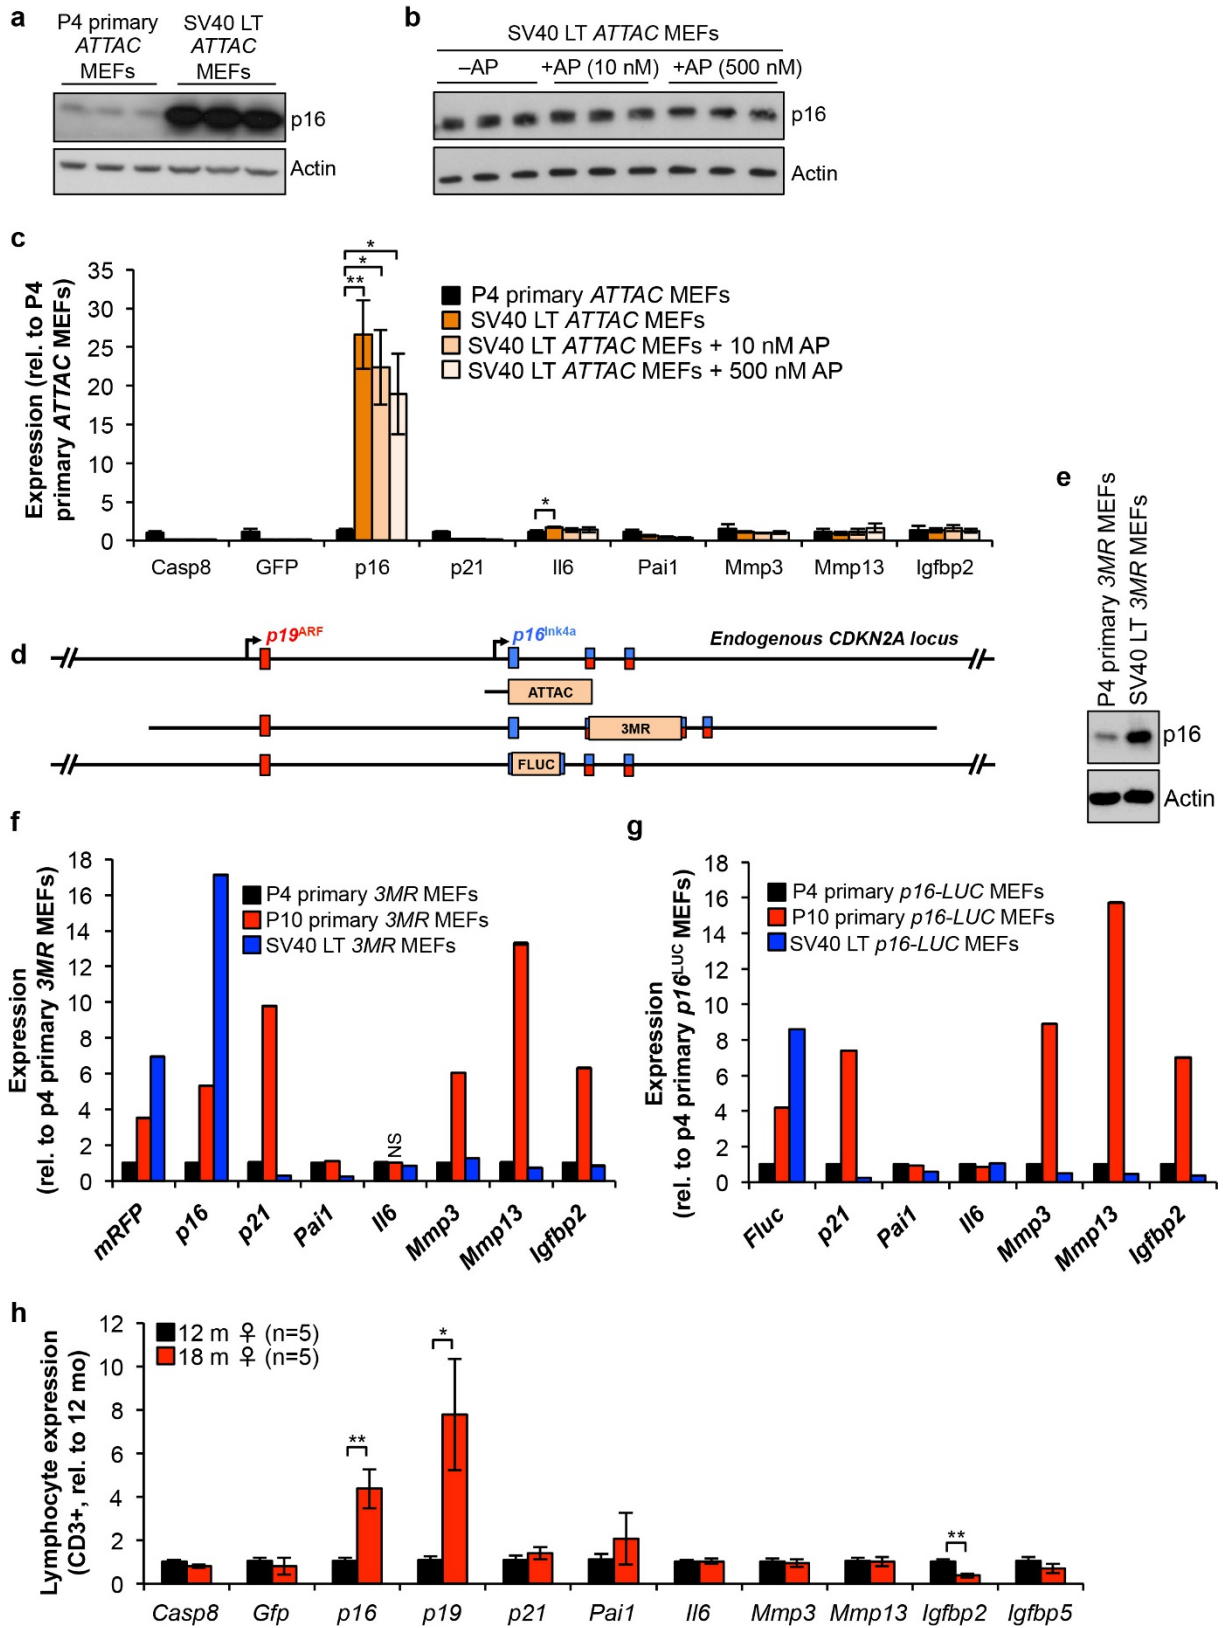 a
P4 primary
ATTAC
MEFs
SV40 LT
ATTAC
MEFs
p16
Actin
b
SV40 LT ATTAC MEFs
–AP
+AP (10 nM)
+AP (500 nM)
p16
Actin
c
Expression (rel. to P4
primary ATTAC MEFs)
35
30
25
20
15
10
5
0
*
*
**
*
P4 primary ATTAC MEFs
SV40 LT ATTAC MEFs
SV40 LT ATTAC MEFs + 10 nM AP
SV40 LT ATTAC MEFs + 500 nM AP
Casp8 GFP p16 p21 Il6 Pai1 Mmp3 Mmp13 Igfbp2
d
p19ARF
p16Ink4a
Endogenous CDKN2A locus
ATTAC
3MR
FLUC
e
P4 primary 3MR MEFs
SV40 LT 3MR MEFs
p16
Actin
f
Expression
(rel. to p4 primary 3MR MEFs)
18
16
14
12
10
8
6
4
2
0
P4 primary 3MR MEFs
P10 primary 3MR MEFs
SV40 LT 3MR MEFs
NS
mRFP p16 p21 Pai1 Il6 Mmp3 Mmp13 Igfbp2
g
Expression
(rel. to p4 primary p16LUC MEFs)
18
16
14
12
10
8
6
4
2
0
P4 primary p16-LUC MEFs
P10 primary p16-LUC MEFs
SV40 LT p16-LUC MEFs
Fluc p21 Pai1 Il6 Mmp3 Mmp13 Igfbp2
h
Lymphocyte expression
(CD3+, rel. to 12 mo)
12
10
8
6
4
2
0
12 m ♀ (n=5)
18 m ♀ (n=5)
**
*
**
Casp8 Gfp p16 p19 p21 Pai1 Il6 Mmp3 Mmp13 Igfbp2 Igfbp5